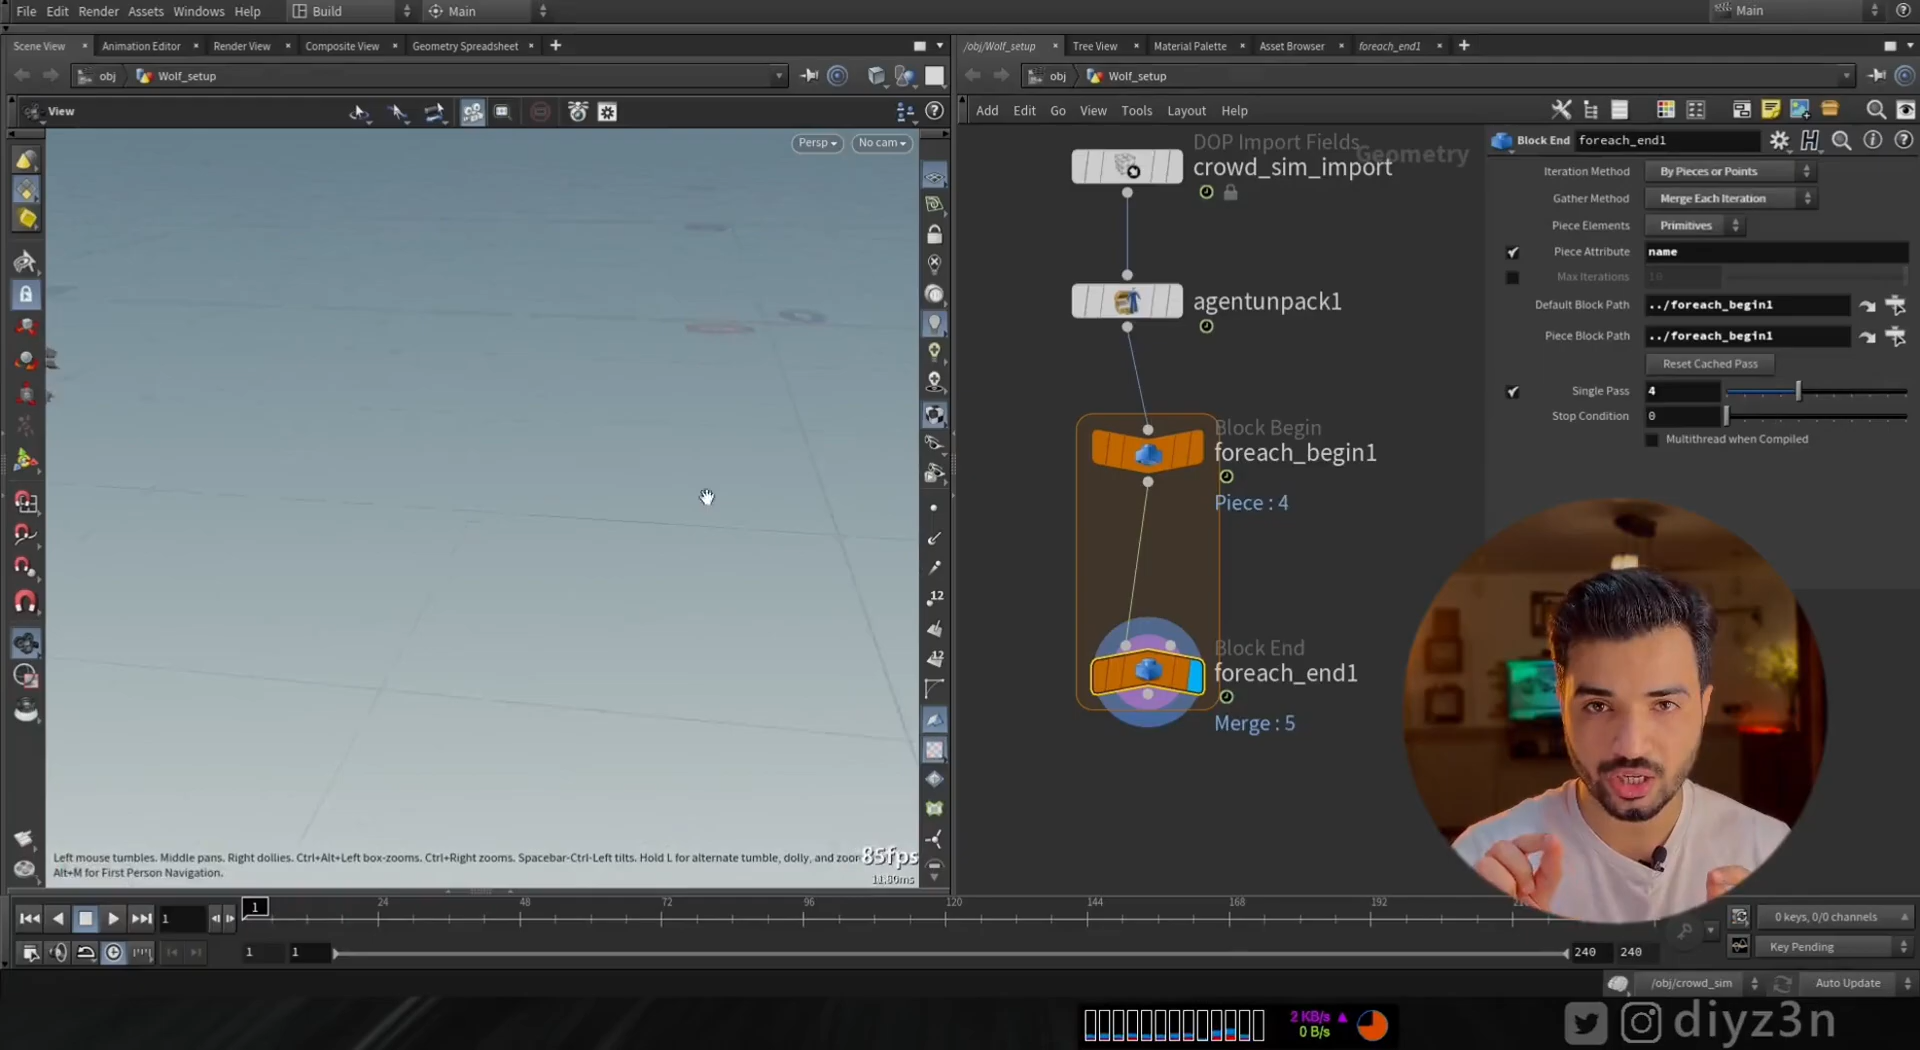 File Edit Render Assets Windows Help Build Main Main
Scene View Animation Editor Render View Composite View Geometry Spreadsheet
/obj/Wolf_setup Tree View Material Palette Asset Browser foreach_end1
obj Wolf_setup
obj Wolf_setup
View
Add Edit Go View Tools Layout Help
Persp No cam
Geometry
DOP Import Fields
crowd_sim_import
agentunpack1
Block Begin
foreach_begin1
Piece : 4
Block End
foreach_end1
Merge : 5
Block End foreach_end1
Iteration Method By Pieces or Points
Gather Method Merge Each Iteration
Piece Elements Primitives
Piece Attribute name
Max Iterations 10
Default Block Path ../foreach_begin1
Piece Block Path ../foreach_begin1
Reset Cached Pass
Single Pass 4
Stop Condition 0
Multithread when Compiled
12
12
Left mouse tumbles. Middle pans. Right dollies. Ctrl+Alt+Left box-zooms. Ctrl+Right zooms. Spacebar-Ctrl-Left tilts. Hold L for alternate tumble, dolly, and zoom
Alt+M for First Person Navigation.
85fps
11.80ms
1
1 24 48 72 96 120 144 168 192
0 keys, 0/0 channels
1 1 240 240
Key Pending
/obj/crowd_sim Auto Update
2 KB/s
0 B/s
diyz3n